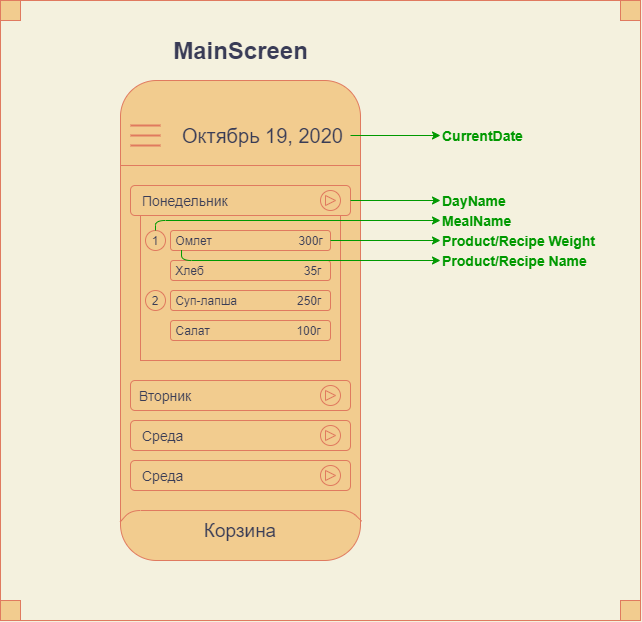 MainScreen
Октябрь 19, 2020
CurrentDate
Понедельник
DayName
MealName
1
Омлет 300г
Product/Recipe Weight
Product/Recipe Name
Хлеб 35г
2
Суп-лапша 250г
Салат 100г
Вторник
Среда
Среда
Корзина